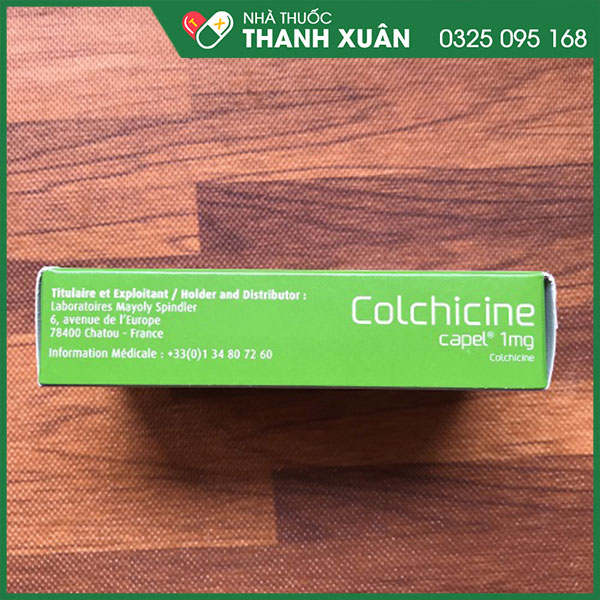 NHÀ THUỐC
THANH XUÂN
0325 095 168
T
X
Titulaire et Exploitant / Holder and Distributor :
Laboratoires Mayoly Spindler
6, avenue de l'Europe
78400 Chatou - France
Information Médicale : +33(0)1 34 80 72 60
Colchicine
capel® 1mg
Colchicine